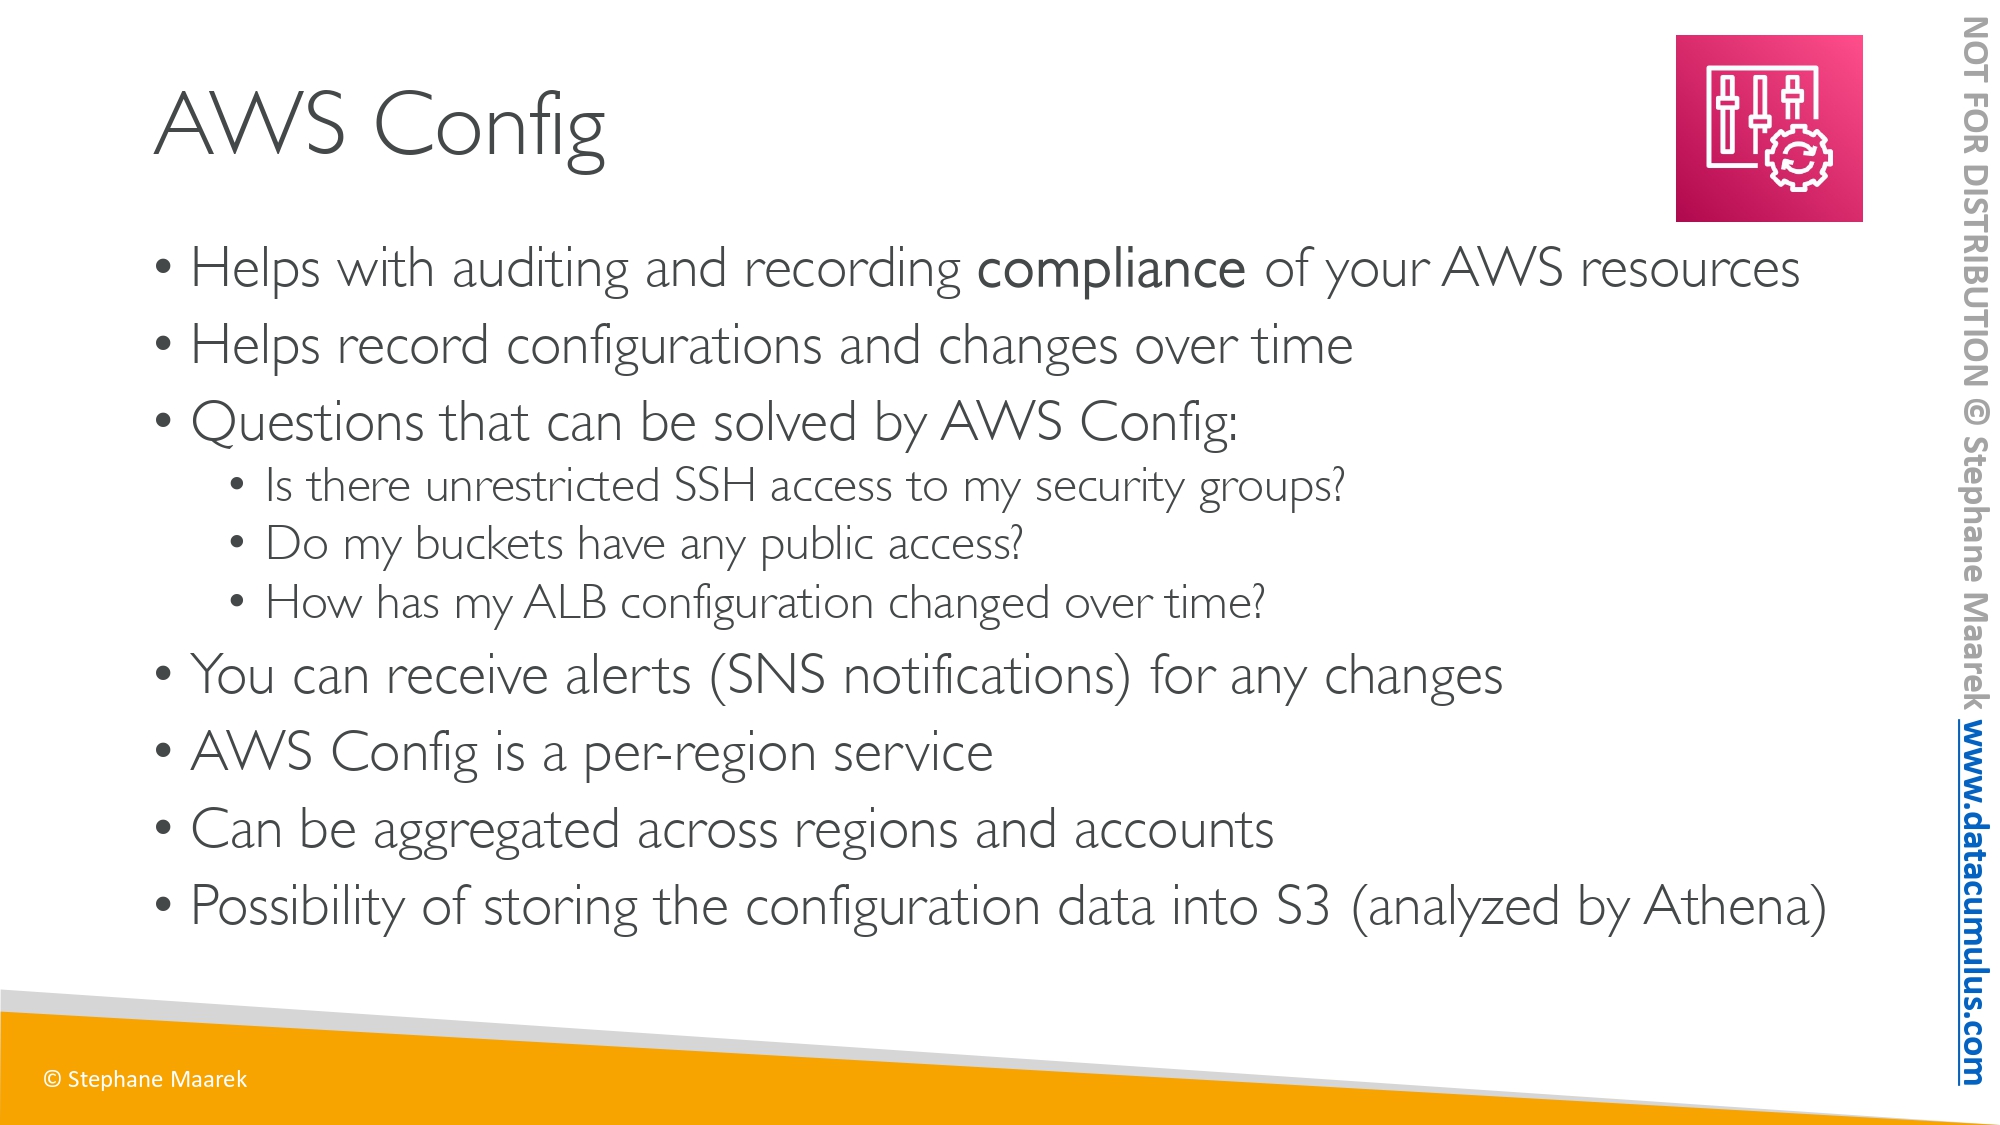 AWS Config
• Helps with auditing and recording compliance of your AWS resources
• Helps record configurations and changes over time
• Questions that can be solved by AWS Config:
• Is there unrestricted SSH access to my security groups?
• Do my buckets have any public access?
• How has my ALB configuration changed over time?
• You can receive alerts (SNS notifications) for any changes
• AWS Config is a per-region service
• Can be aggregated across regions and accounts
• Possibility of storing the configuration data into S3 (analyzed by Athena)
© Stephane Maarek
NOT FOR DISTRIBUTION © Stephane Maarek www.datacumulus.com